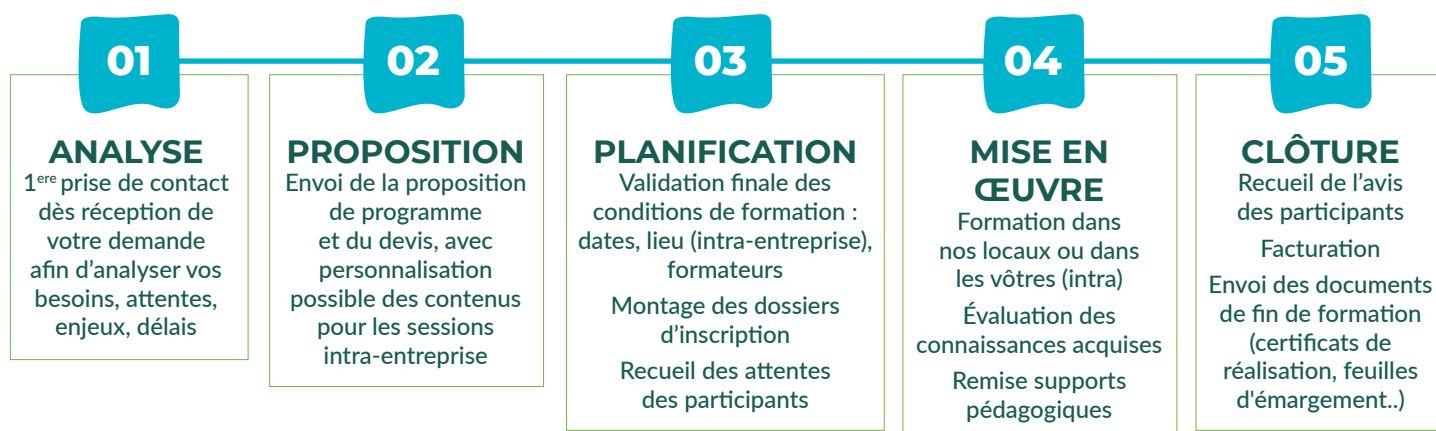 01
ANALYSE
1ere prise de contact
dès réception de
votre demande
afin d'analyser vos
besoins, attentes,
enjeux, délais
02
PROPOSITION
Envoi de la proposition
de programme
et du devis, avec
personnalisation
possible des contenus
pour les sessions
intra-entreprise
03
PLANIFICATION
Validation finale des
conditions de formation :
dates, lieu (intra-entreprise),
formateurs
Montage des dossiers
d'inscription
Recueil des attentes
des participants
04
MISE EN
ŒUVRE
Formation dans
nos locaux ou dans
les vôtres (intra)
Évaluation des
connaissances acquises
Remise supports
pédagogiques
05
CLÔTURE
Recueil de l'avis
des participants
Facturation
Envoi des documents
de fin de formation
(certificats de
réalisation, feuilles
d'émargement..)